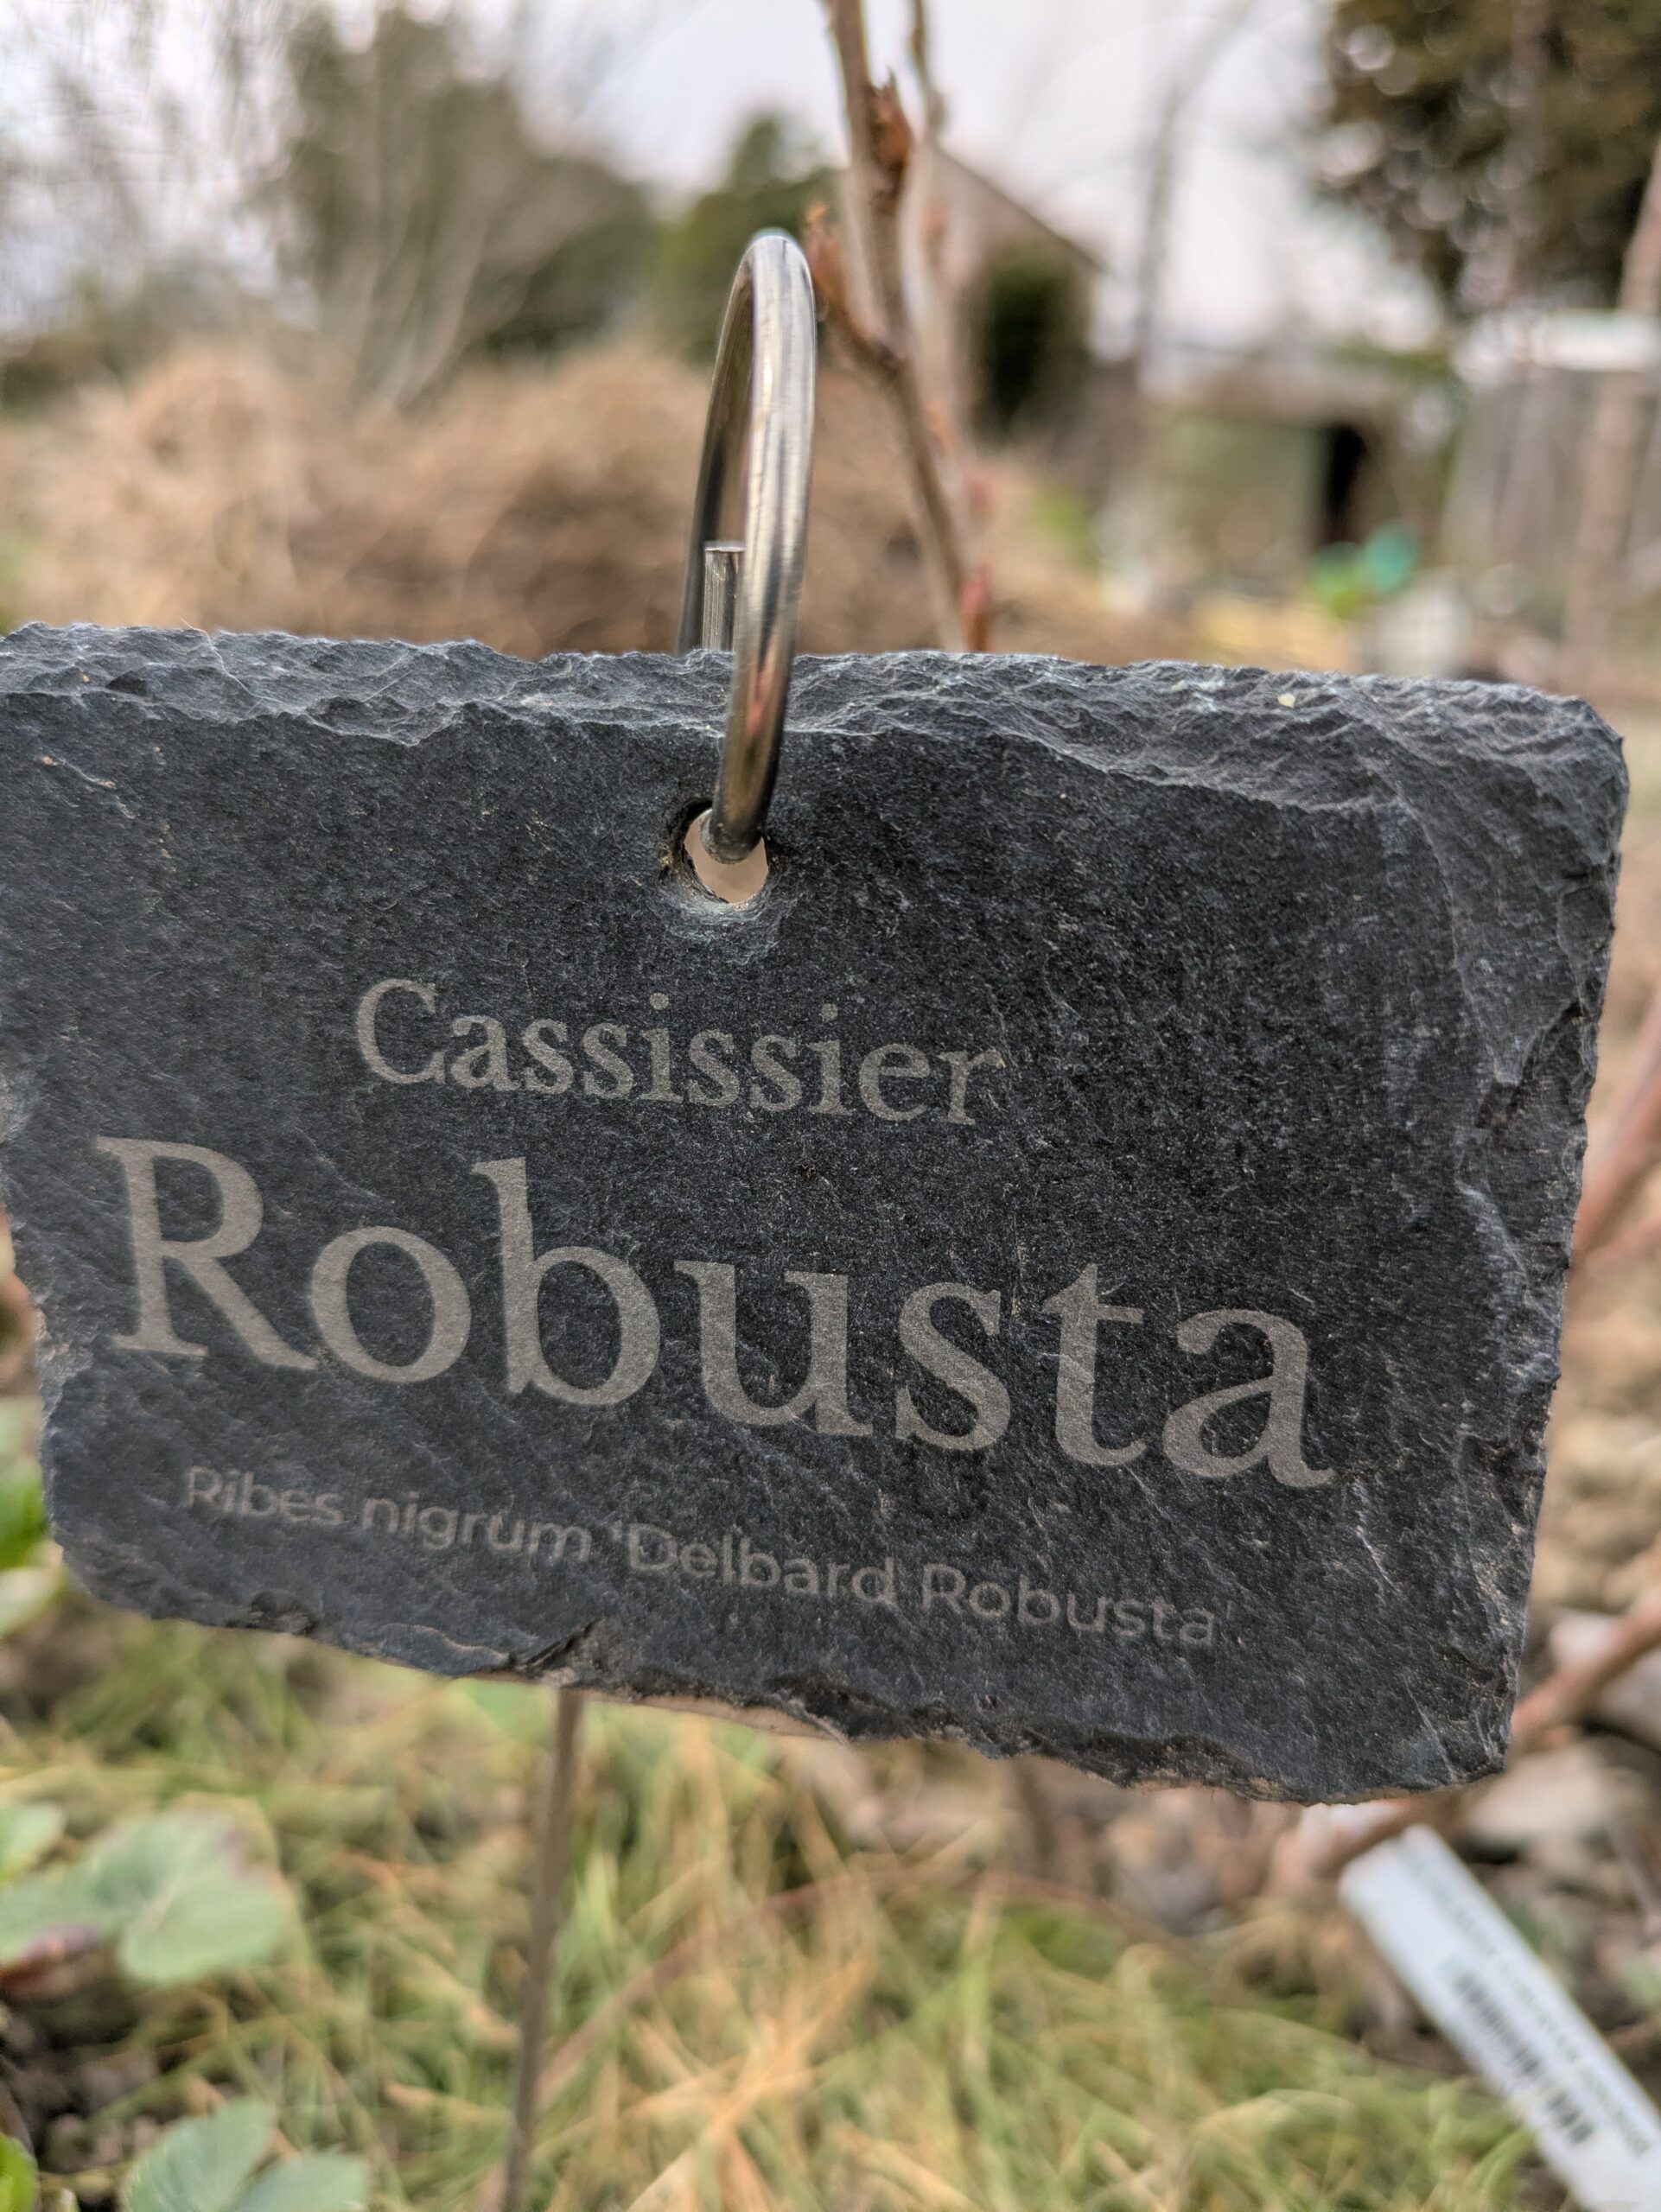 Cassissier
Robusta
Ribes nigrum 'Delbard Robusta'